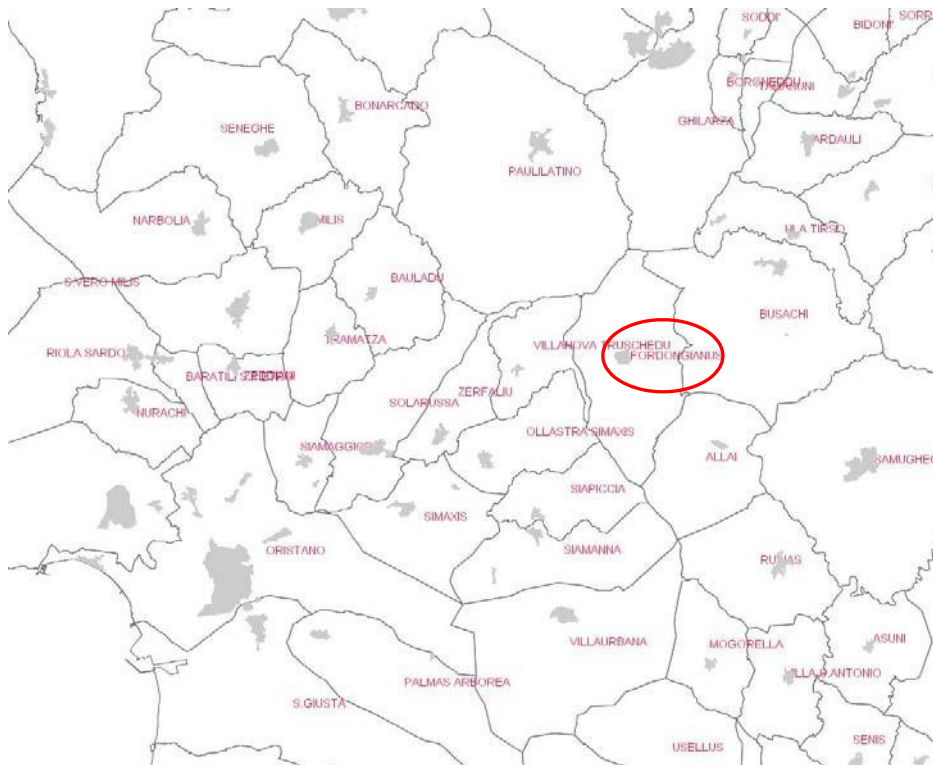 SODDI'
BIDONI'
SORR
BORONEDDU
BONARCADO
GHILARZA
SENEGHE
ARDAULI
PAULILATINO
NARBOLIA
MILIS
ULA TIRSO
S.VERO MILIS
BAULADU
BUSACHI
TRAMATZA
VILLANOVA TRUSCHEDU
RIOLA SARDO
FORDONGIANUS
BARATILI S.PIETRO
ZERFALIU
SOLARUSSA
NURACHI
OLLASTRA SIMAXIS
SIAMAGGIORE
ALLAI
SAMUGHEO
SIAPICCIA
SIMAXIS
ORISTANO
SIAMANNA
RUINAS
VILLAURBANA
MOGORELLA
ASUNI
VILLA S.ANTONIO
PALMAS ARBOREA
S.GIUSTA
SENIS
USELLUS